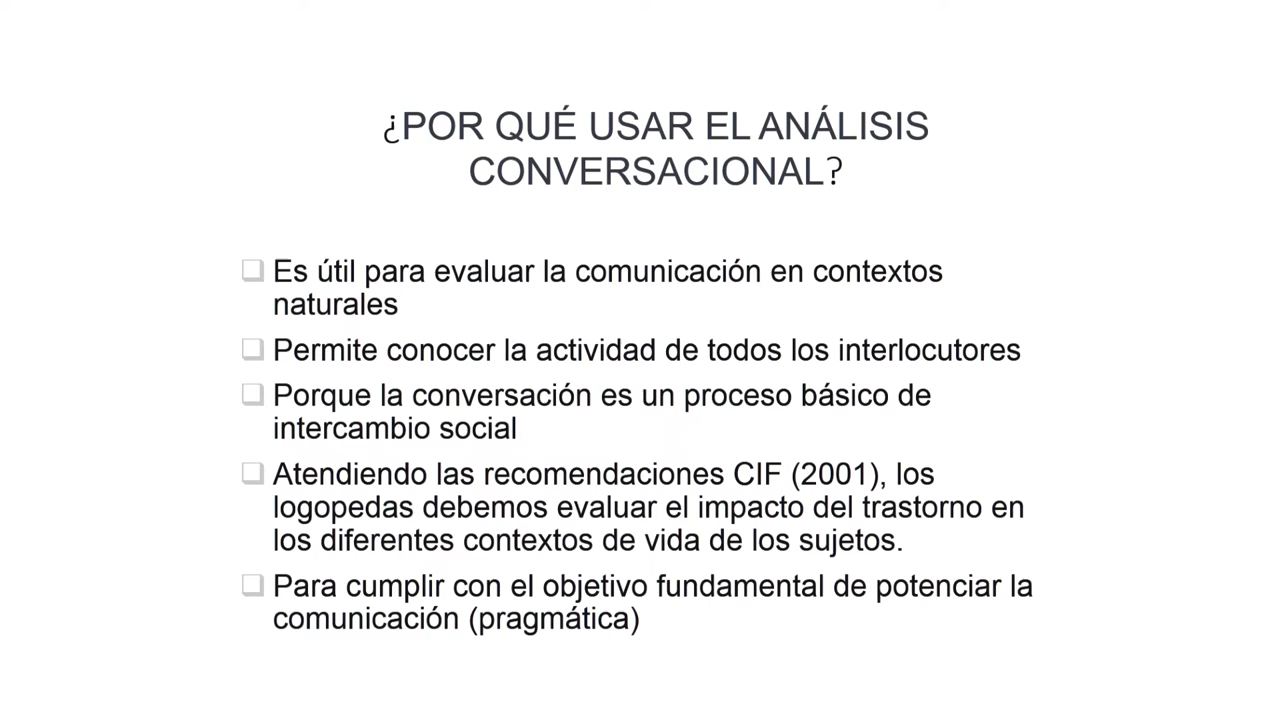 ¿POR QUÉ USAR EL ANÁLISIS
CONVERSACIONAL?
Es útil para evaluar la comunicación en contextos
naturales
Permite conocer la actividad de todos los interlocutores
Porque la conversación es un proceso básico de
intercambio social
Atendiendo las recomendaciones CIF (2001), los
logopedas debemos evaluar el impacto del trastorno en
los diferentes contextos de vida de los sujetos.
Para cumplir con el objetivo fundamental de potenciar la
comunicación (pragmática)